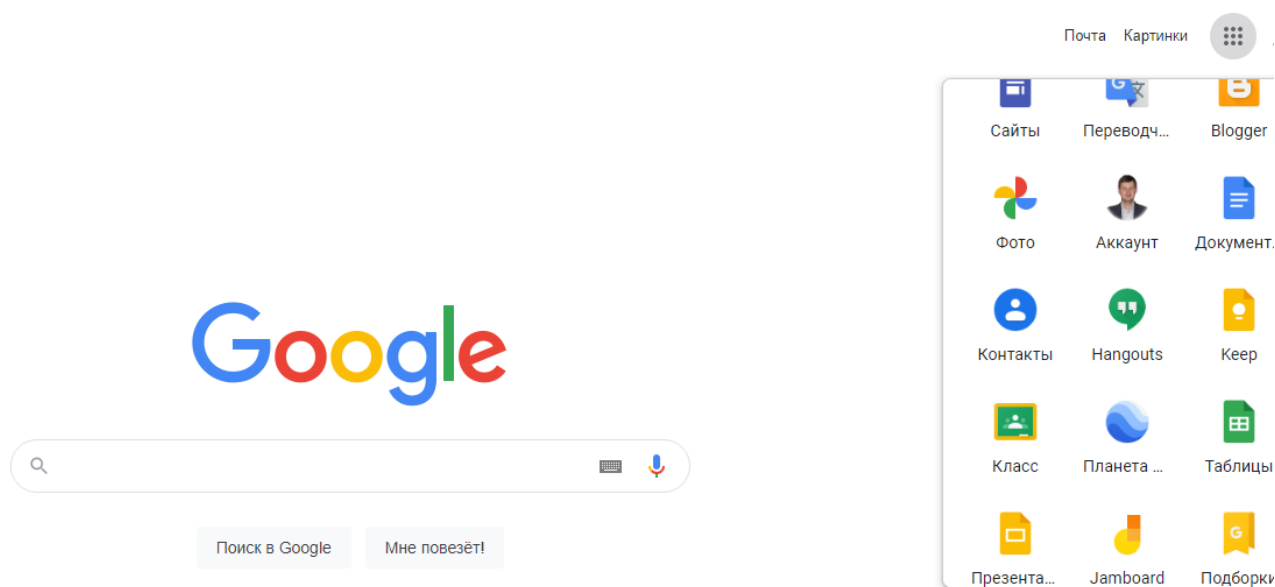 Почта Картинки
Сайты Переводч... Blogger
Фото Аккаунт Документ.
Контакты Hangouts Keep
Google
Класс Планета ... Таблицы
Поиск в Google Мне повезёт!
Презента... Jamboard Подборки